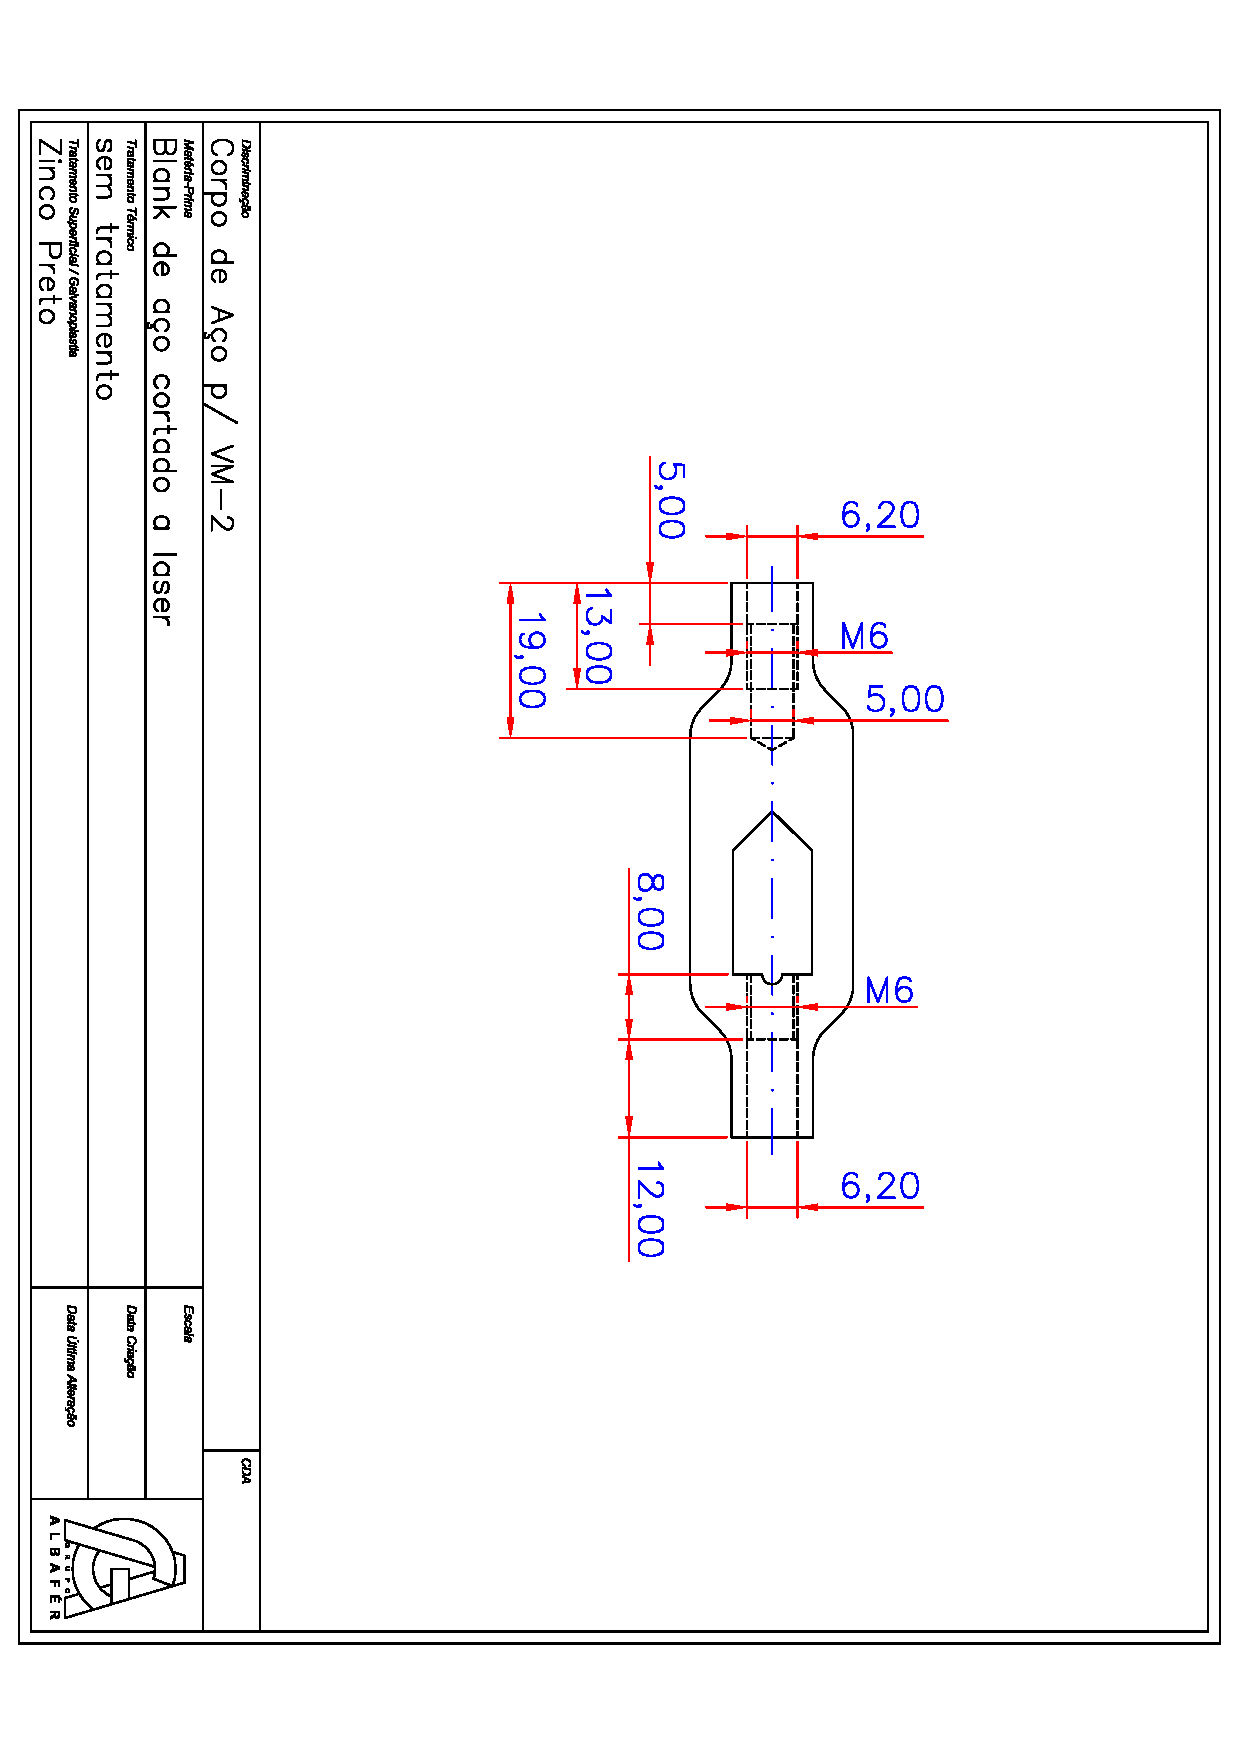 6,20
5,00
M6
13,00
19,00
5,00
8,00
M6
12,00
6,20
Discriminação
Corpo de Aço p/ VM-2
CDA
Matéria-Prima
Blank de aço cortado a laser
Escala
Tratamento Térmico
sem tratamento
Data Criação
Tratamento Superficial / Galvanoplastia
Zinco Preto
Data Última Alteração
GRUPO
ALBAFÉR